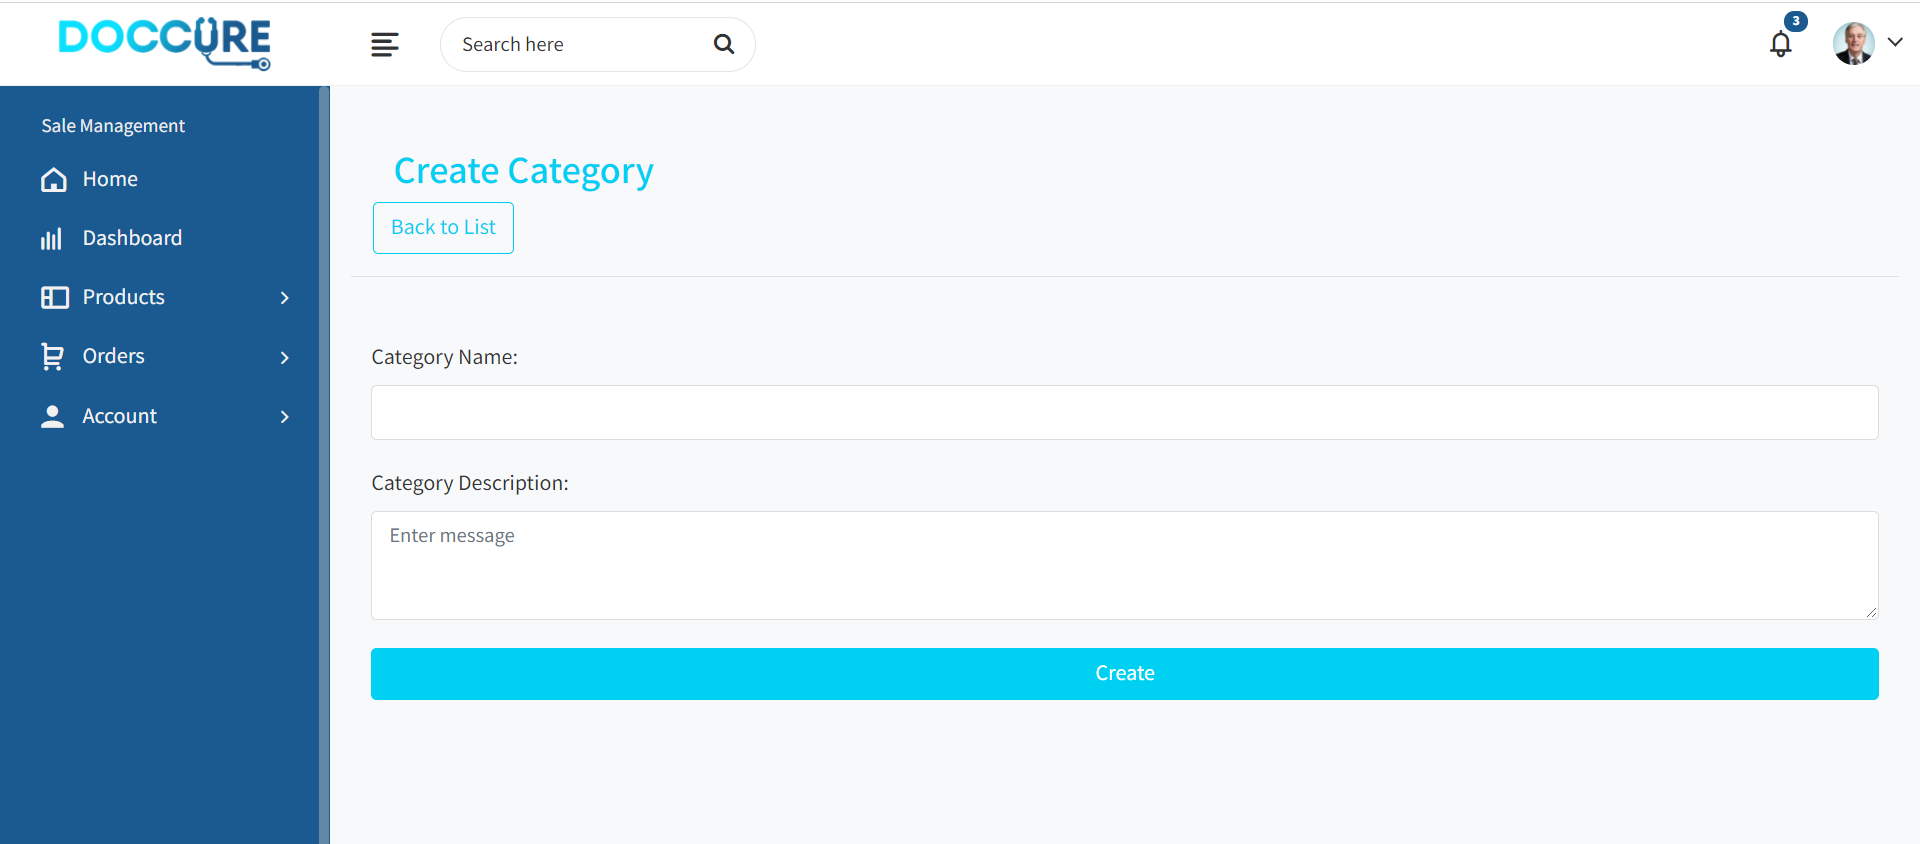 DOCCURE
Search here
3
Sale Management
Home
Dashboard
Products
Orders
Account
Create Category
Back to List
Category Name:
Category Description:
Enter message
Create